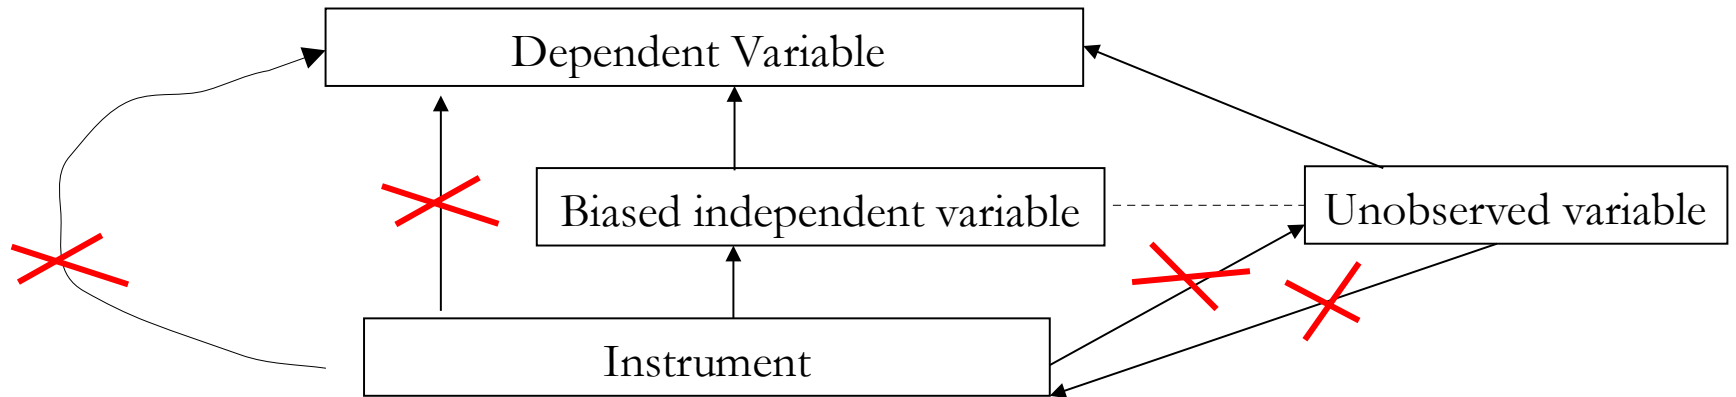 Dependent Variable
Biased independent variable
Unobserved variable
Instrument